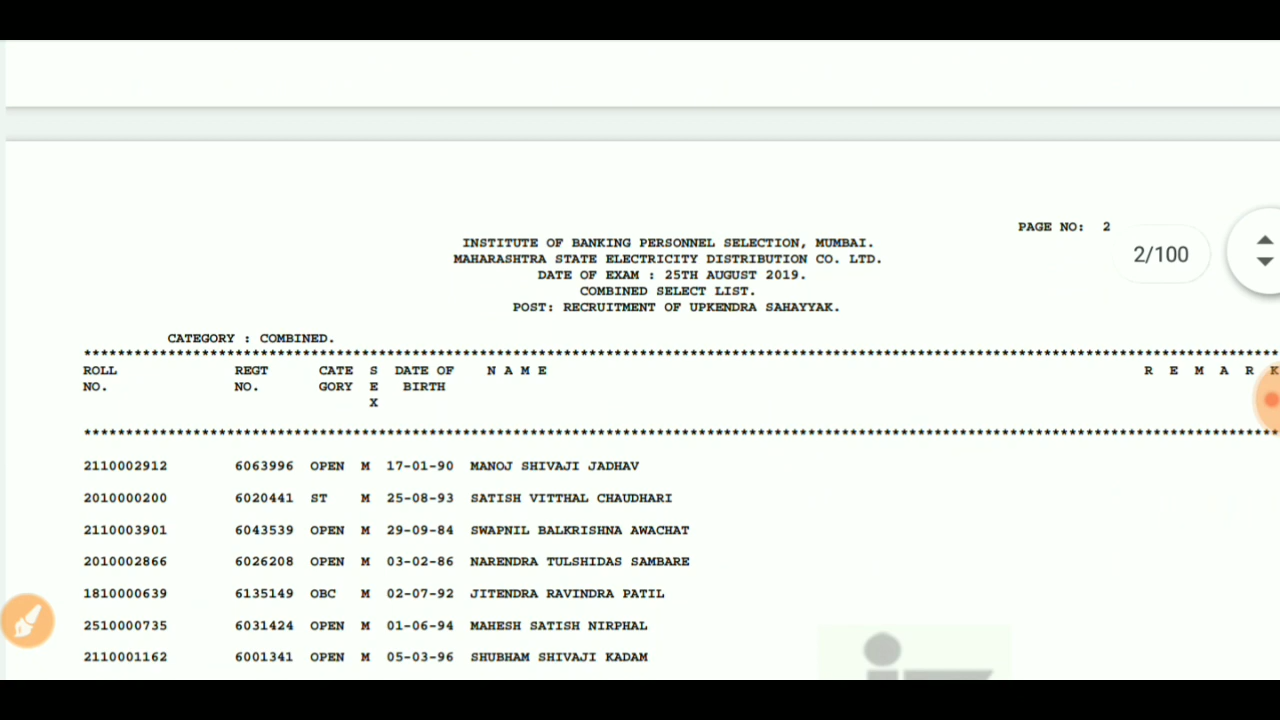 PAGE NO: 2
2/100
INSTITUTE OF BANKING PERSONNEL SELECTION, MUMBAI.
MAHARASHTRA STATE ELECTRICITY DISTRIBUTION CO. LTD.
DATE OF EXAM : 25TH AUGUST 2019.
COMBINED SELECT LIST.
POST: RECRUITMENT OF UPKENDRA SAHAYYAK.
CATEGORY : COMBINED.
ROLL REGT CATE S DATE OF N A M E R E M A R K
NO. NO. GORY E BIRTH
X
2110002912 6063996 OPEN M 17-01-90 MANOJ SHIVAJI JADHAV
2010000200 6020441 ST M 25-08-93 SATISH VITTHAL CHAUDHARI
2110003901 6043539 OPEN M 29-09-84 SWAPNIL BALKRISHNA AWACHAT
2010002866 6026208 OPEN M 03-02-86 NARENDRA TULSHIDAS SAMBARE
1810000639 6135149 OBC M 02-07-92 JITENDRA RAVINDRA PATIL
2510000735 6031424 OPEN M 01-06-94 MAHESH SATISH NIRPHAL
2110001162 6001341 OPEN M 05-03-96 SHUBHAM SHIVAJI KADAM